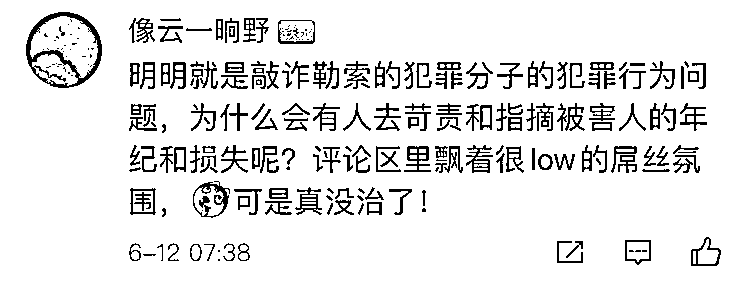 像云一晌野
明明就是敲诈勒索的犯罪分子的犯罪行为问
题，为什么会有人去苛责和指摘被害人的年
纪和损失呢？评论区里飘着很low的屌丝氛
围，可是真没治了！
6-12 07:38